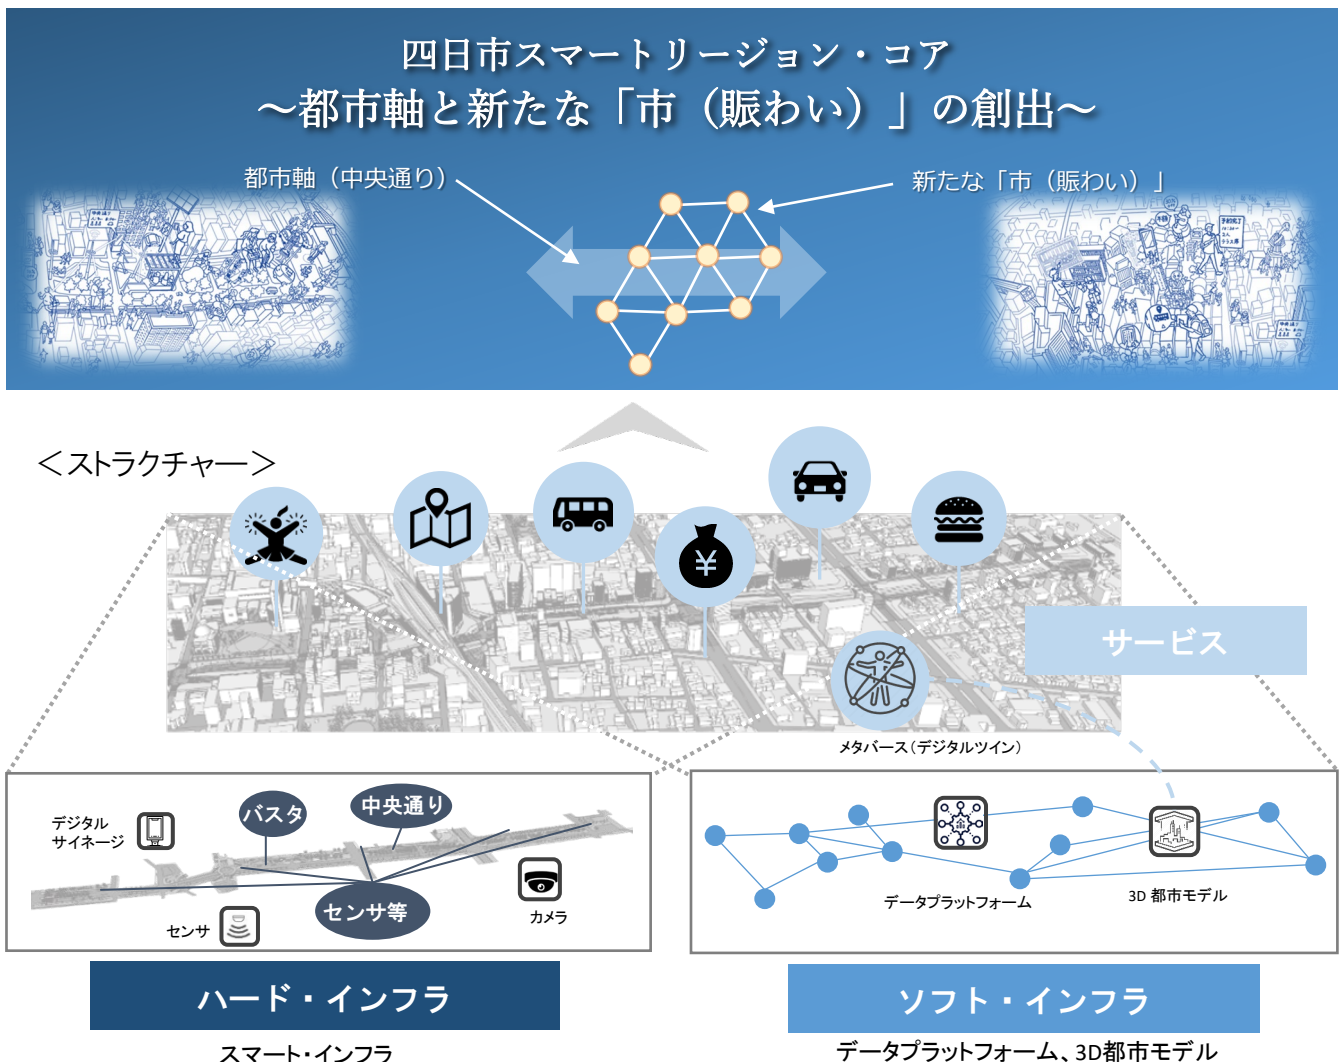 四日市スマートリージョン・コア
～都市軸と新たな「市（賑わい）」の創出～
都市軸（中央通り）
新たな「市（賑わい）」
＜ストラクチャー＞
¥
サービス
メタバース（デジタルツイン）
デジタル
サイネージ
バスタ
中央通り
センサ等
センサ
カメラ
データプラットフォーム
3D 都市モデル
ハード・インフラ
ソフト・インフラ
スマート・インフラ
データプラットフォーム、3D都市モデル